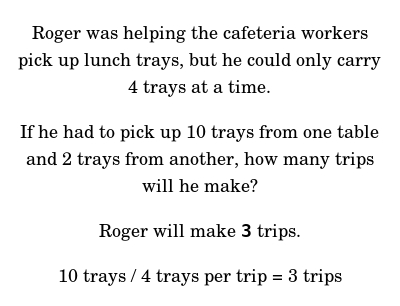 Roger was helping the cafeteria workers
pick up lunch trays, but he could only carry
4 trays at a time.
If he had to pick up 10 trays from one table
and 2 trays from another, how many trips
will he make?
Roger will make 3 trips.
10 trays / 4 trays per trip = 3 trips